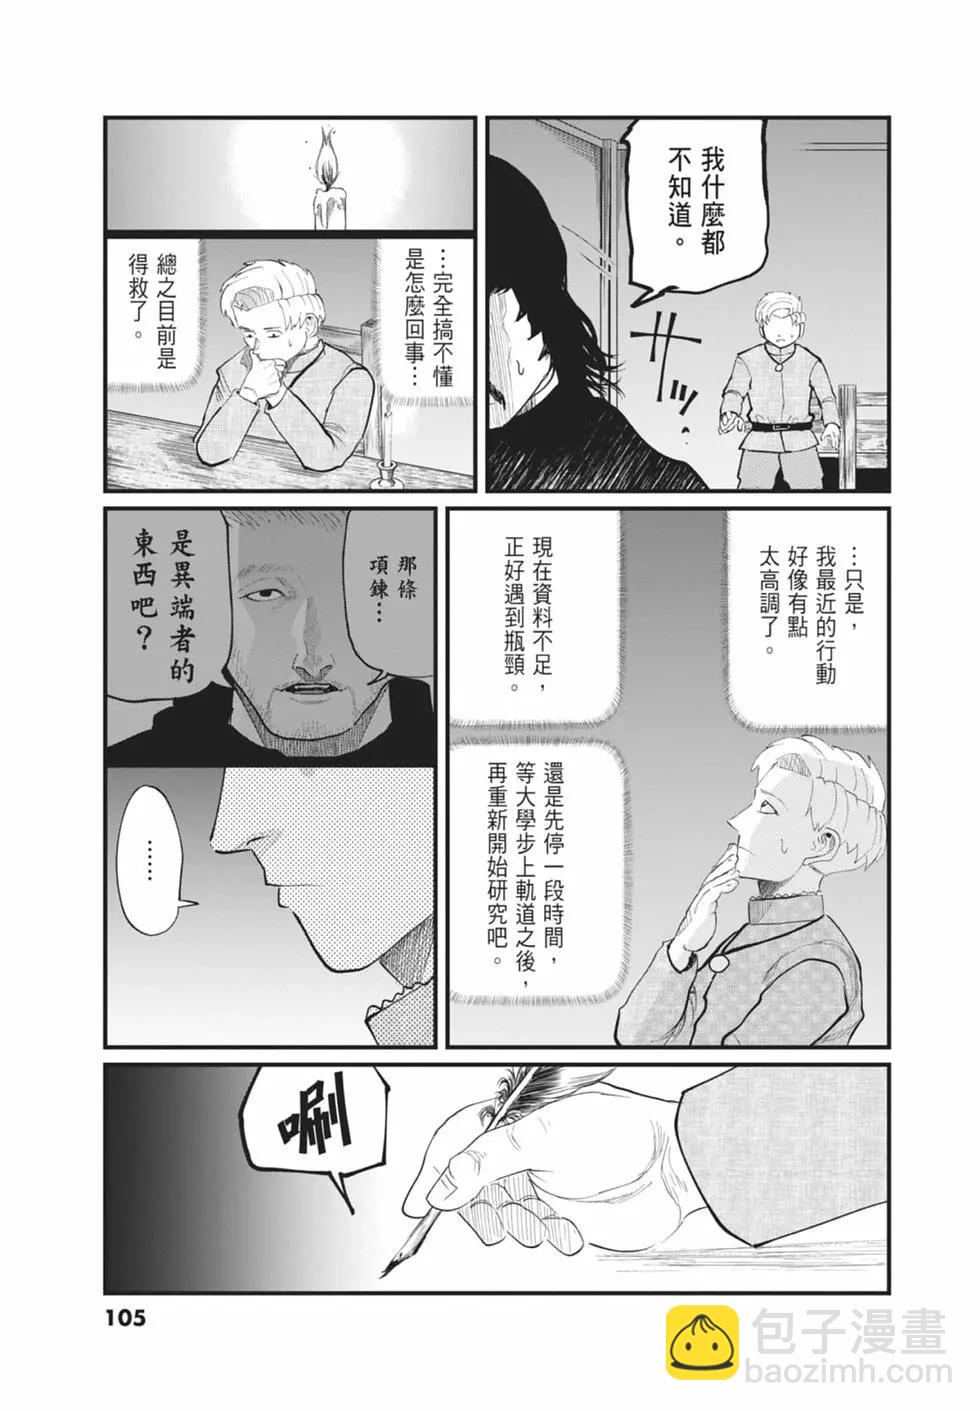 我什麼都
不知道。
…完全搞不懂
是怎麼回事…
總之目前是
得救了。
…只是，
我最近的行動
好像有點
太高調了。
現在資料不足，
正好遇到瓶頸。
還是先停一段時間，
等大學步上軌道之後，
再重新開始研究吧。
那條
項鍊…
是異端者的
東西吧？
……
唰
105
包子漫畫
baozimh.com